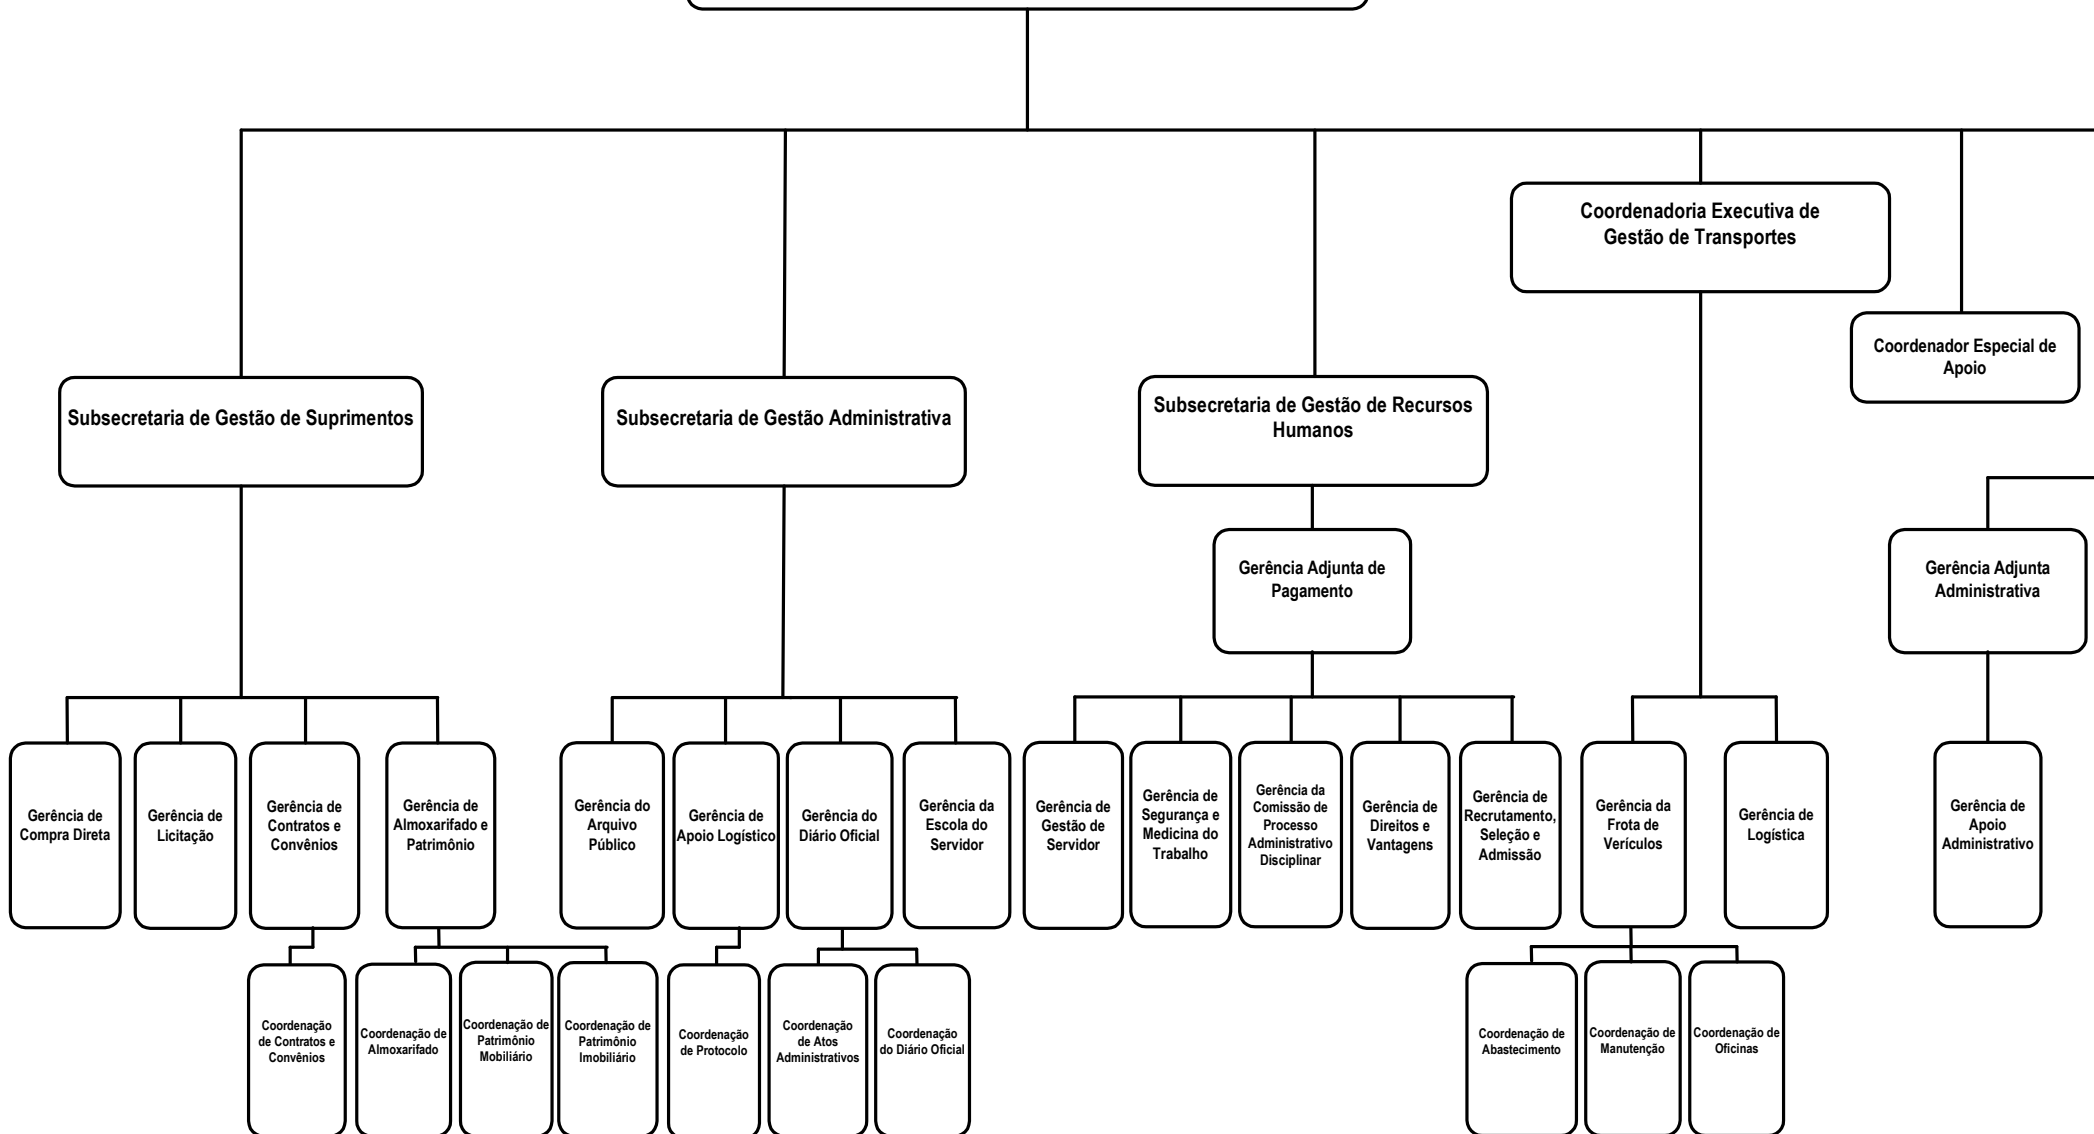 Coordenadoria Executiva de
Gestão de Transportes
Coordenador Especial de
Apoio
Subsecretaria de Gestão de Suprimentos
Subsecretaria de Gestão Administrativa
Subsecretaria de Gestão de Recursos
Humanos
Gerência Adjunta de
Pagamento
Gerência Adjunta
Administrativa
Gerência de
Compra Direta
Gerência de
Licitação
Gerência de
Contratos e
Convênios
Gerência de
Almoxarifado e
Patrimônio
Gerência do
Arquivo
Público
Gerência de
Apoio Logístico
Gerência do
Diário Oficial
Gerência da
Escola do
Servidor
Gerência de
Gestão de
Servidor
Gerência de
Segurança e
Medicina do
Trabalho
Gerência da
Comissão de
Processo
Administrativo
Disciplinar
Gerência de
Direitos e
Vantagens
Gerência de
Recrutamento,
Seleção e
Admissão
Gerência da
Frota de
Verículos
Gerência de
Logística
Gerência de
Apoio
Administrativo
Coordenação
de Contratos e
Convênios
Coordenação de
Almoxarifado
Coordenação de
Patrimônio
Mobiliário
Coordenação de
Patrimônio
Imobiliário
Coordenação
de Protocolo
Coordenação
de Atos
Administrativos
Coordenação
do Diário Oficial
Coordenação de
Abastecimento
Coordenação de
Manutenção
Coordenação de
Oficinas